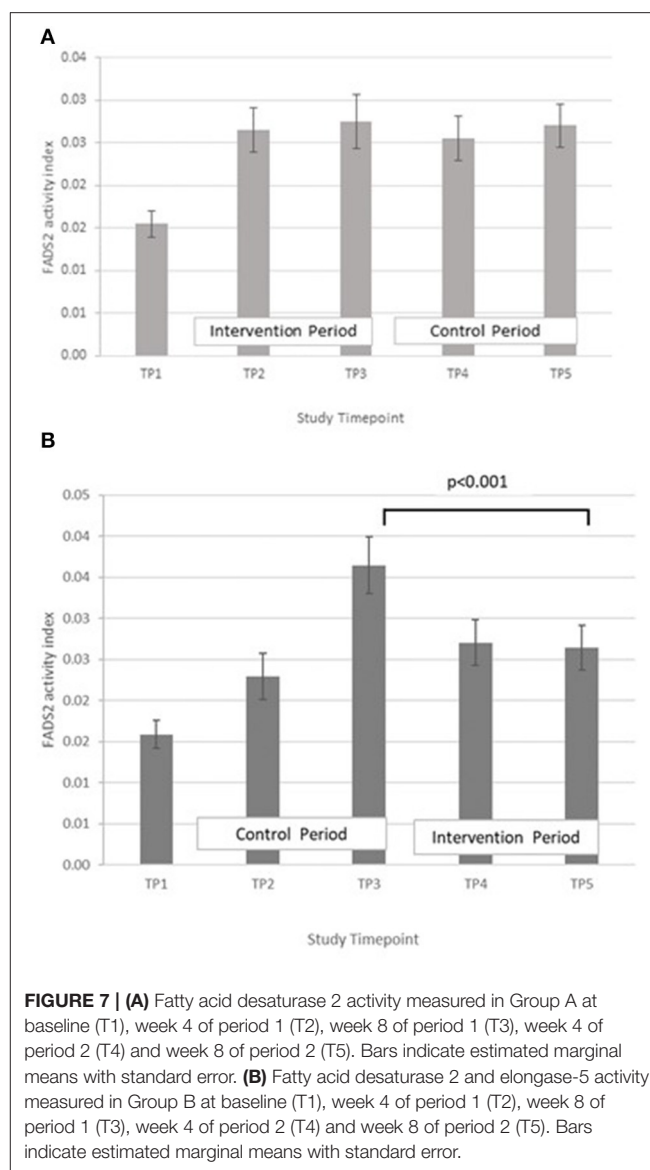 A
0.04
0.03
0.03
0.02
0.02
0.01
0.01
0.00
FADS2 activity index
Intervention Period
Control Period
TP1 TP2 TP3 TP4 TP5
Study Timepoint
B
p<0.001
0.05
0.04
0.04
0.03
0.03
0.02
0.02
0.01
0.01
0.00
FADS2 activity index
Control Period
Intervention Period
TP1 TP2 TP3 TP4 TP5
Study Timepoint
FIGURE 7 | (A) Fatty acid desaturase 2 activity measured in Group A at
baseline (T1), week 4 of period 1 (T2), week 8 of period 1 (T3), week 4 of
period 2 (T4) and week 8 of period 2 (T5). Bars indicate estimated marginal
means with standard error. (B) Fatty acid desaturase 2 and elongase-5 activity
measured in Group B at baseline (T1), week 4 of period 1 (T2), week 8 of
period 1 (T3), week 4 of period 2 (T4) and week 8 of period 2 (T5). Bars
indicate estimated marginal means with standard error.